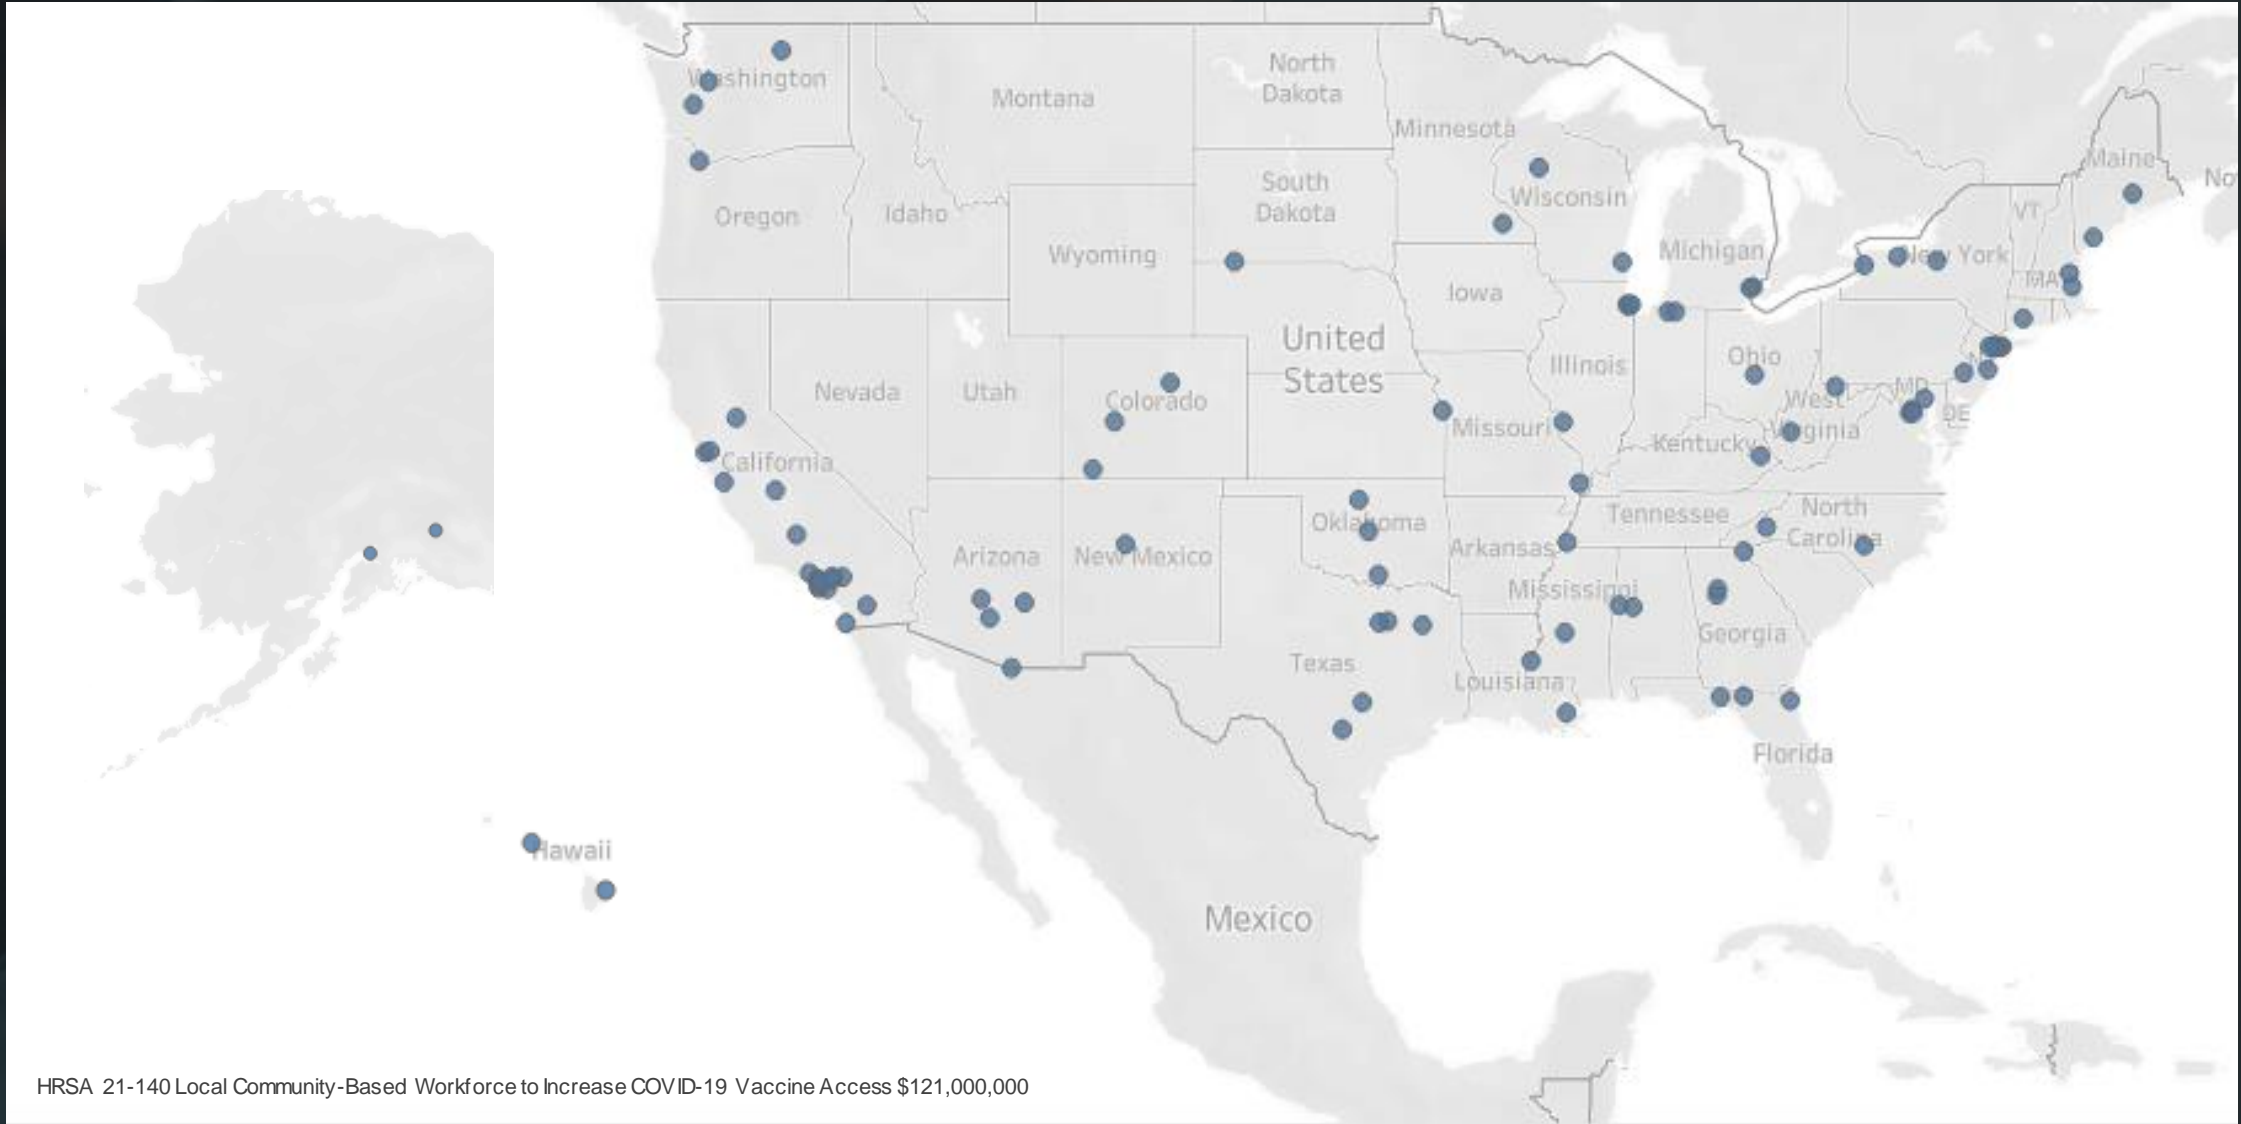 North
Dakota
Washington
Montana
Minnesota
Maine
South
Dakota
Wisconsin
No
Oregon
Idaho
VT
Wyoming
Michigan
New York
MA
Iowa
United
States
Illinois
Ohio
Nevada
Utah
Colorado
West
Virginia
MD
DE
Missouri
Kentucky
California
Oklahoma
Tennessee
North
Carolina
Arizona
New Mexico
Arkansas
Mississippi
Georgia
Texas
Louisiana
Florida
Hawaii
Mexico
HRSA 21-140 Local Community-Based Workforce to Increase COVID-19 Vaccine Access $121,000,000